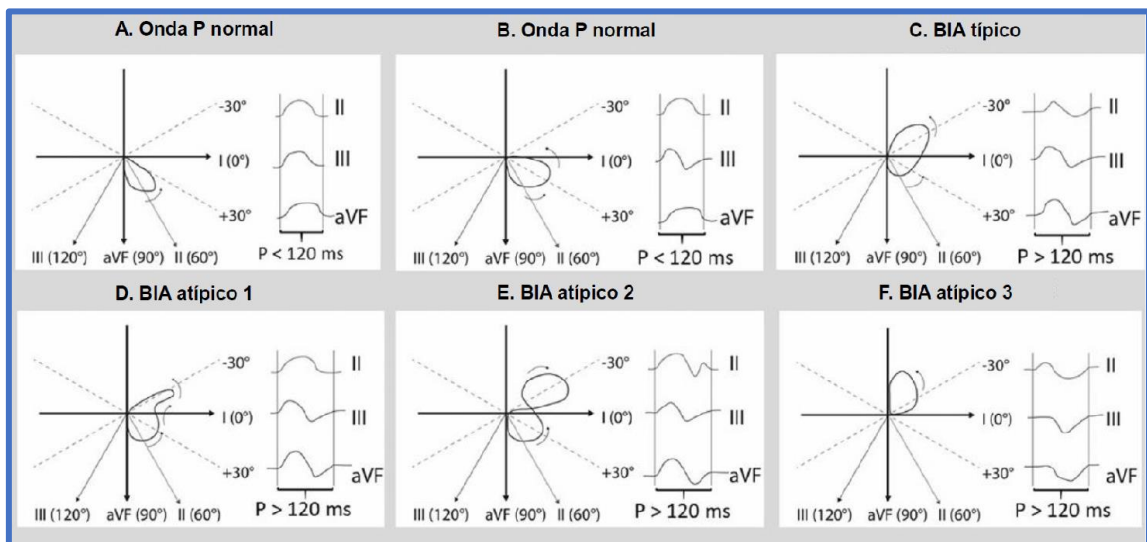 A. Onda P normal
-30°
I (0°)
+30°
III (120°) aVF (90°) II (60°)
II
III
aVF
P < 120 ms
B. Onda P normal
-30°
I (0°)
+30°
III (120°) aVF (90°) II (60°)
II
III
aVF
P < 120 ms
C. BIA típico
-30°
I (0°)
+30°
III (120°) aVF (90°) II (60°)
II
III
aVF
P > 120 ms
D. BIA atípico 1
-30°
I (0°)
+30°
III (120°) aVF (90°) II (60°)
II
III
aVF
P > 120 ms
E. BIA atípico 2
-30°
I (0°)
+30°
III (120°) aVF (90°) II (60°)
II
III
aVF
P > 120 ms
F. BIA atípico 3
-30°
I (0°)
+30°
III (120°) aVF (90°) II (60°)
II
III
aVF
P > 120 ms